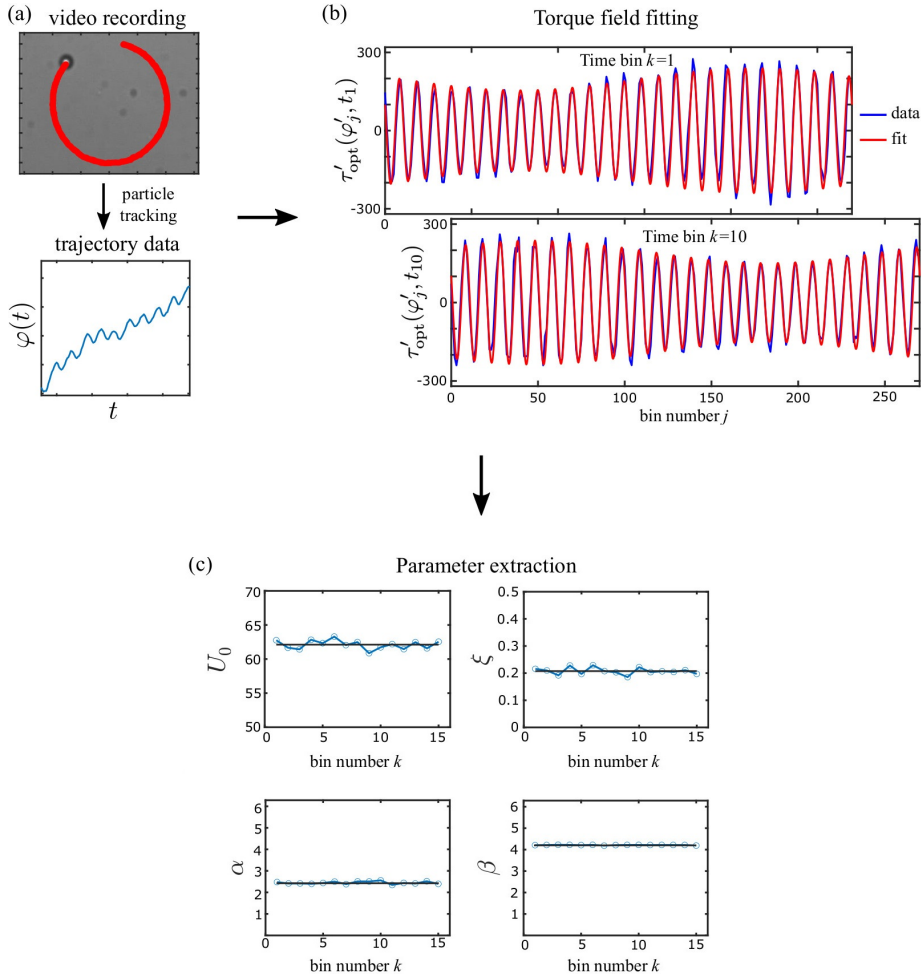 (a)
video recording
particle
tracking
trajectory data
φ(t)
t
(b)
Torque field fitting
300
0
-300
τ′opt(φ′j, t1)
Time bin k=1
data
fit
0
300
0
-300
τ′opt(φ′j, t10)
Time bin k=10
0 50 100 150 200 250
bin number j
(c)
Parameter extraction
70
65
60
55
50
U0
0 5 10 15
bin number k
0.5
0.4
0.3
0.2
0.1
0
ξ
0 5 10 15
bin number k
6
5
4
3
2
1
α
0 5 10 15
bin number k
6
5
4
3
2
1
β
0 5 10 15
bin number k